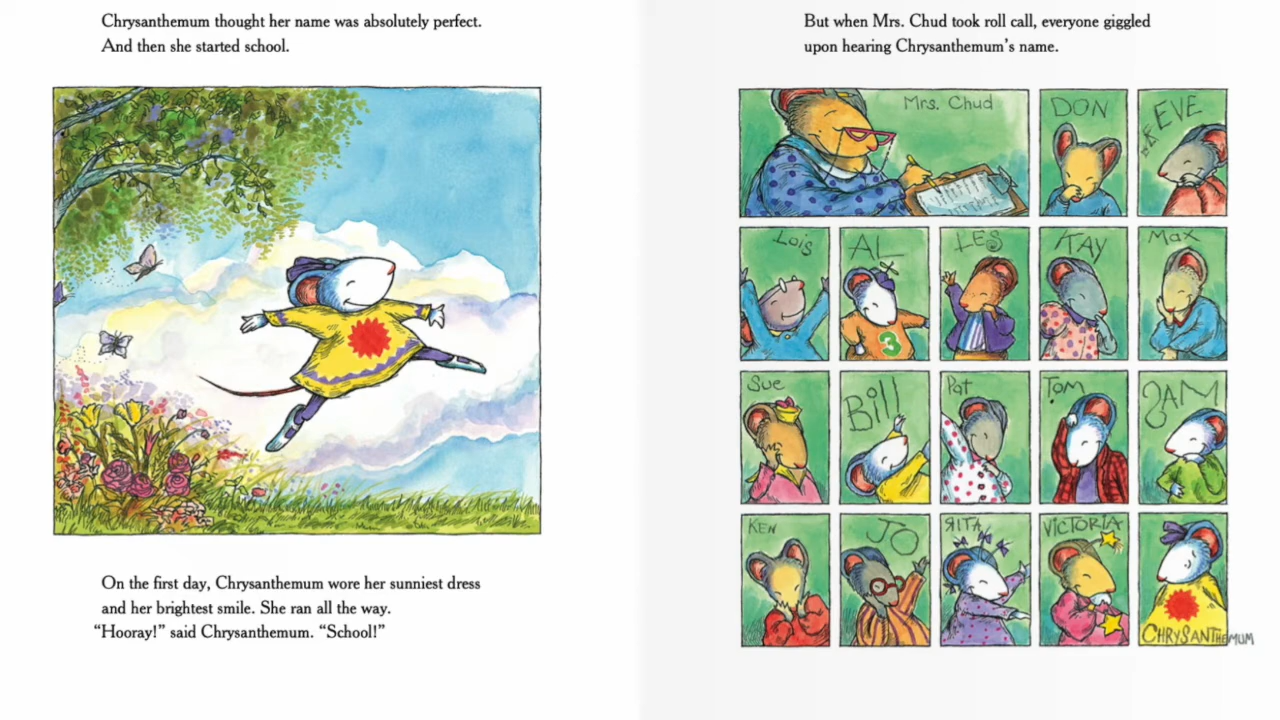 Chrysanthemum thought her name was absolutely perfect.
And then she started school.
On the first day, Chrysanthemum wore her sunniest dress
and her brightest smile. She ran all the way.
“Hooray!” said Chrysanthemum. “School!”
But when Mrs. Chud took roll call, everyone giggled
upon hearing Chrysanthemum’s name.
Mrs. Chud
DON
EVE
Lois
AL
LES
KAY
Max
3
Sue
Bill
Pat
Tom
SAM
KEN
JO
RITA
VICTORIA
CHRYSANTHEMUM